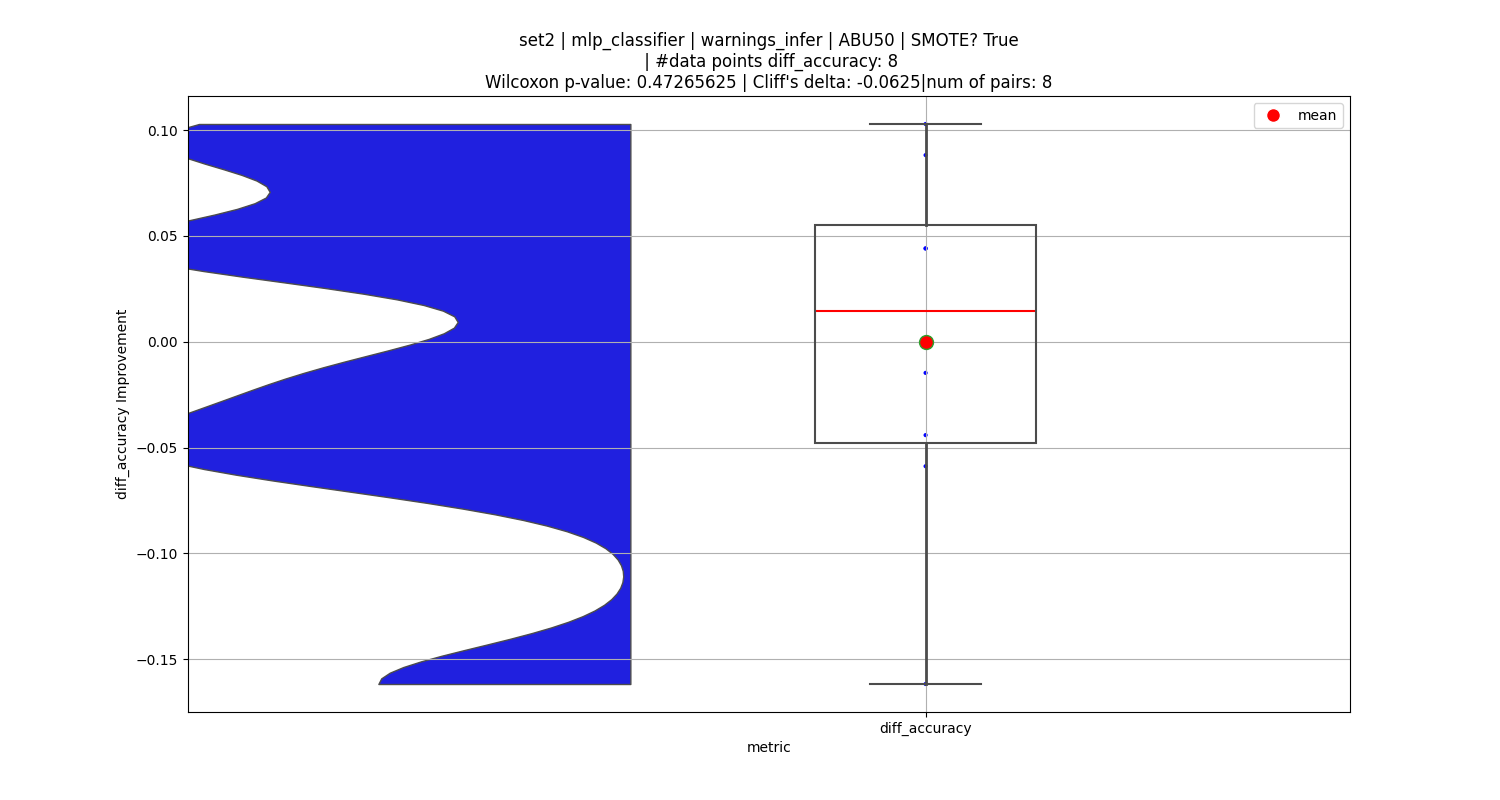 set2 | mlp_classifier | warnings_infer | ABU50 | SMOTE? True
| #data points diff_accuracy: 8
Wilcoxon p-value: 0.47265625 | Cliff's delta: -0.0625|num of pairs: 8
mean
0.10
0.05
0.00
−0.05
−0.10
−0.15
diff_accuracy Improvement
diff_accuracy
metric